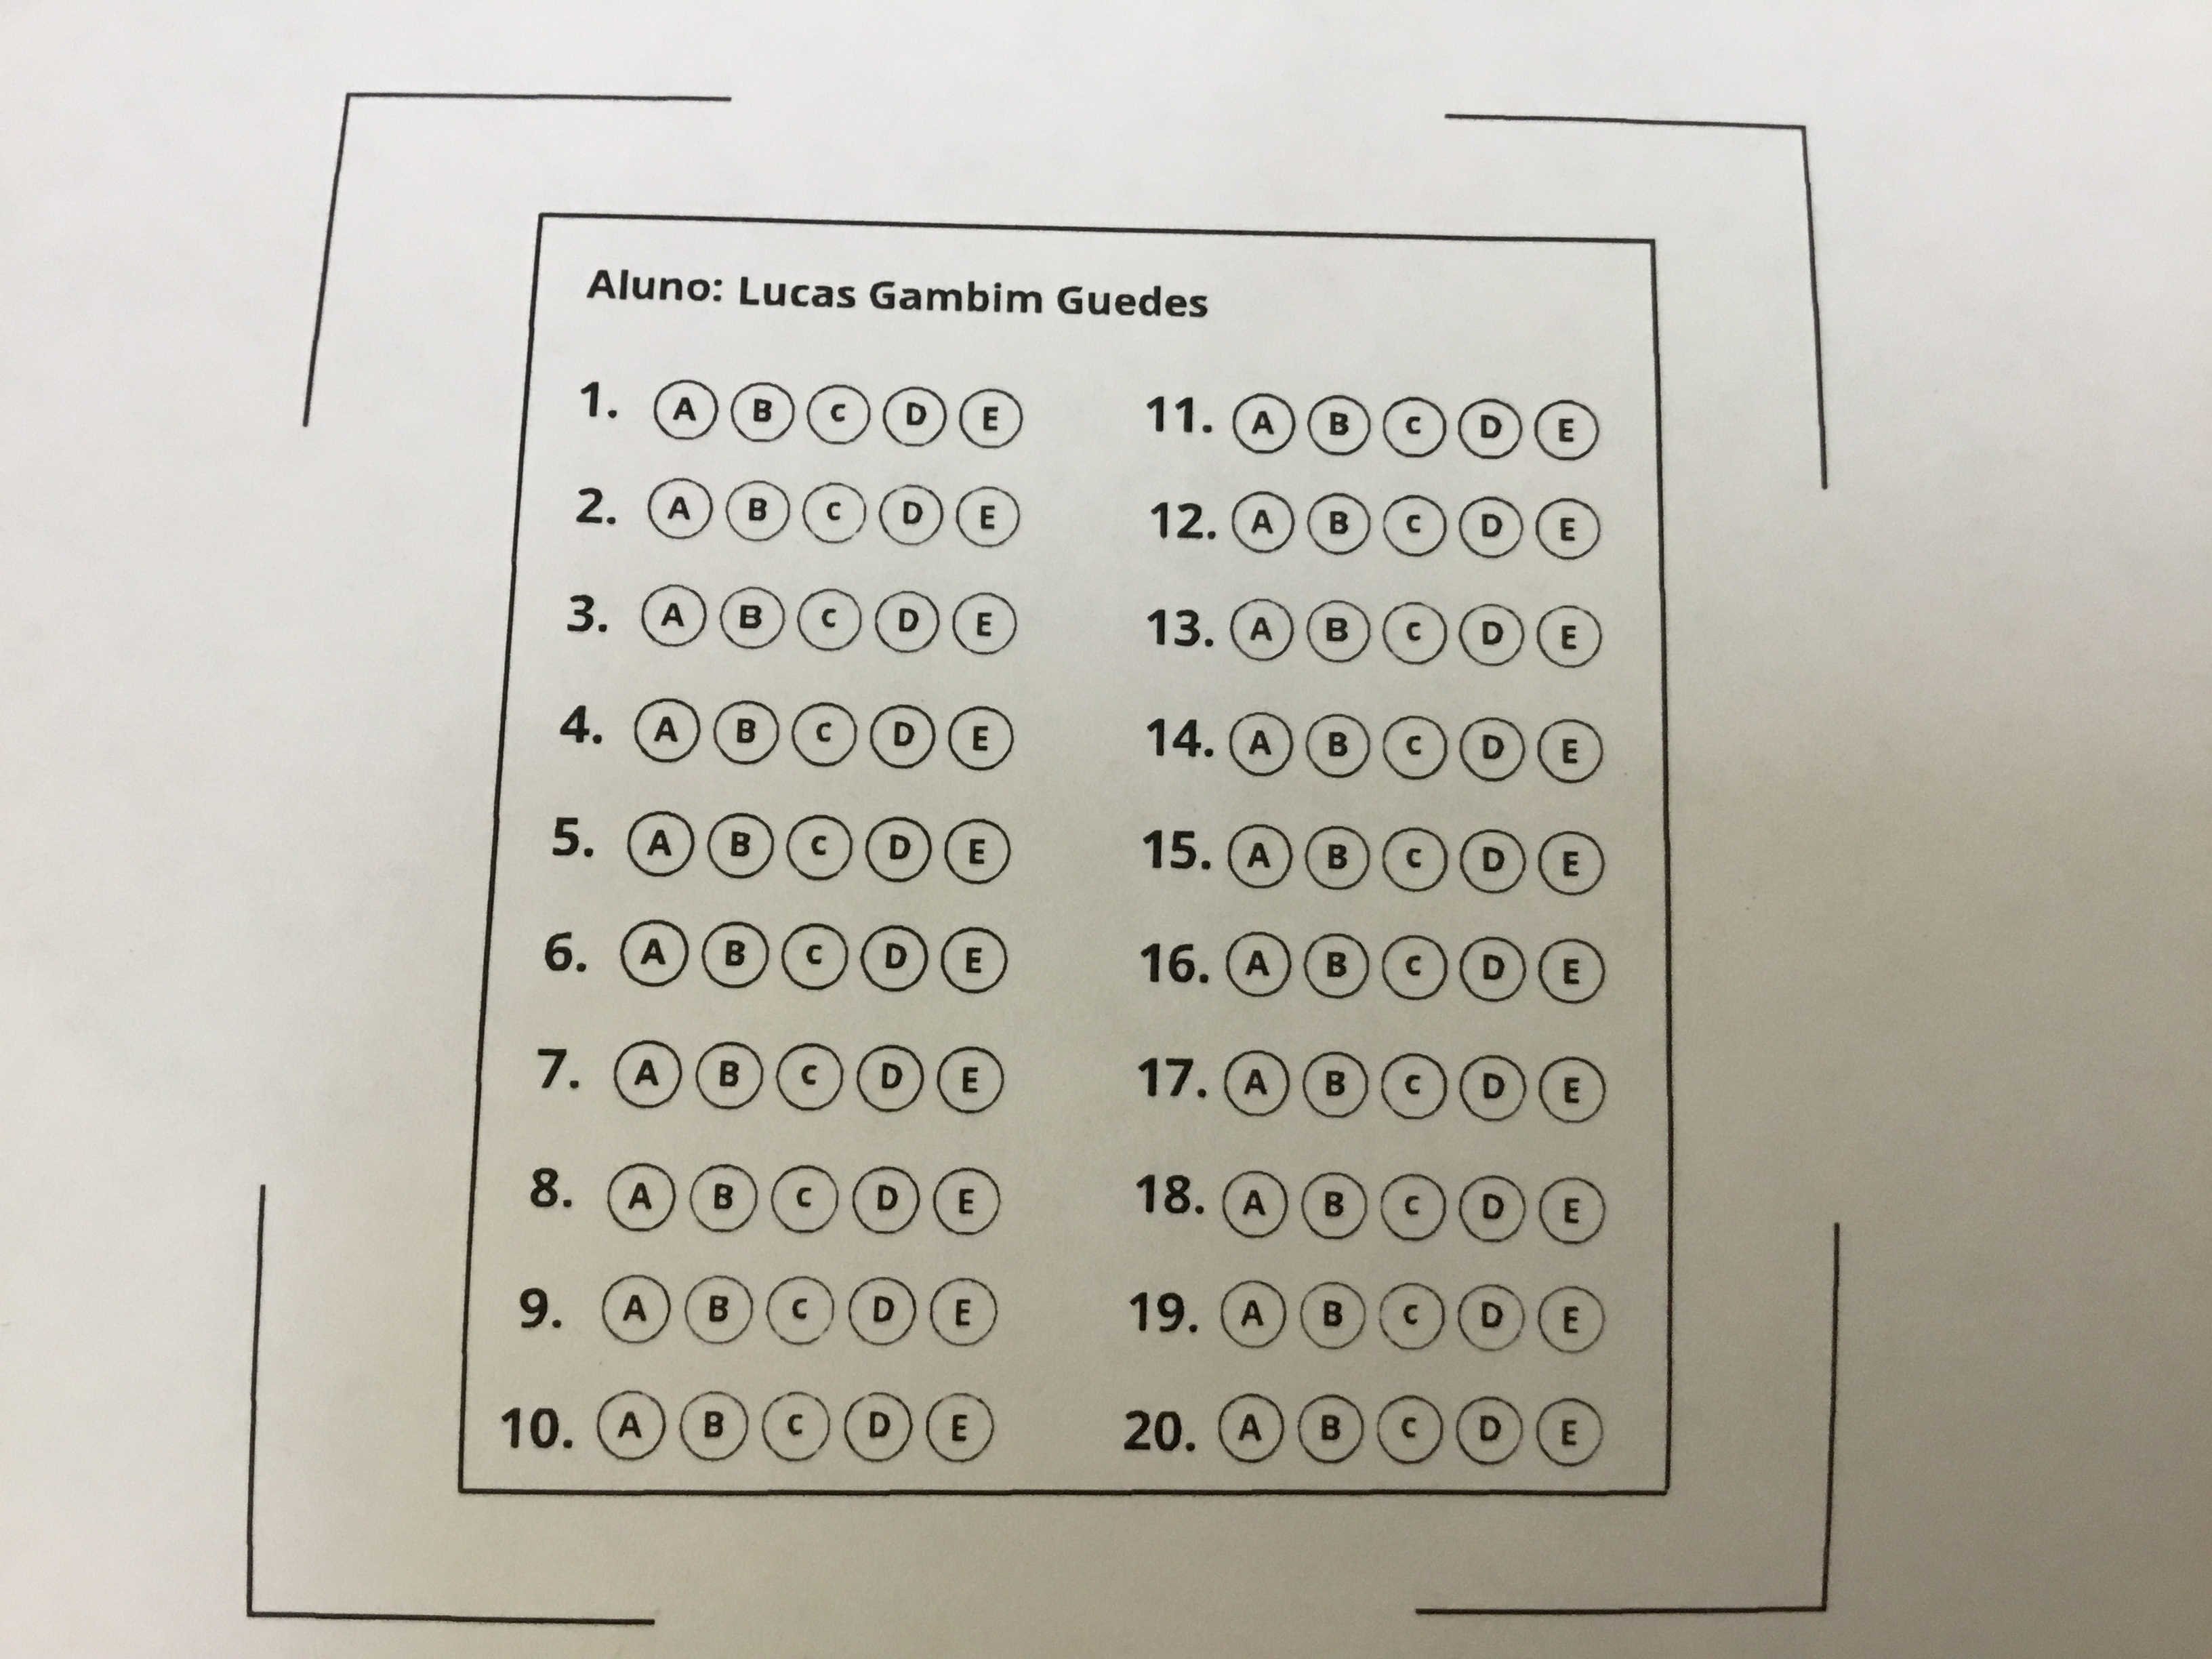 Aluno: Lucas Gambim Guedes
1. A B C D E
2. A B C D E
3. A B C D E
4. A B C D E
5. A B C D E
6. A B C D E
7. A B C D E
8. A B C D E
9. A B C D E
10. A B C D E
11. A B C D E
12. A B C D E
13. A B C D E
14. A B C D E
15. A B C D E
16. A B C D E
17. A B C D E
18. A B C D E
19. A B C D E
20. A B C D E